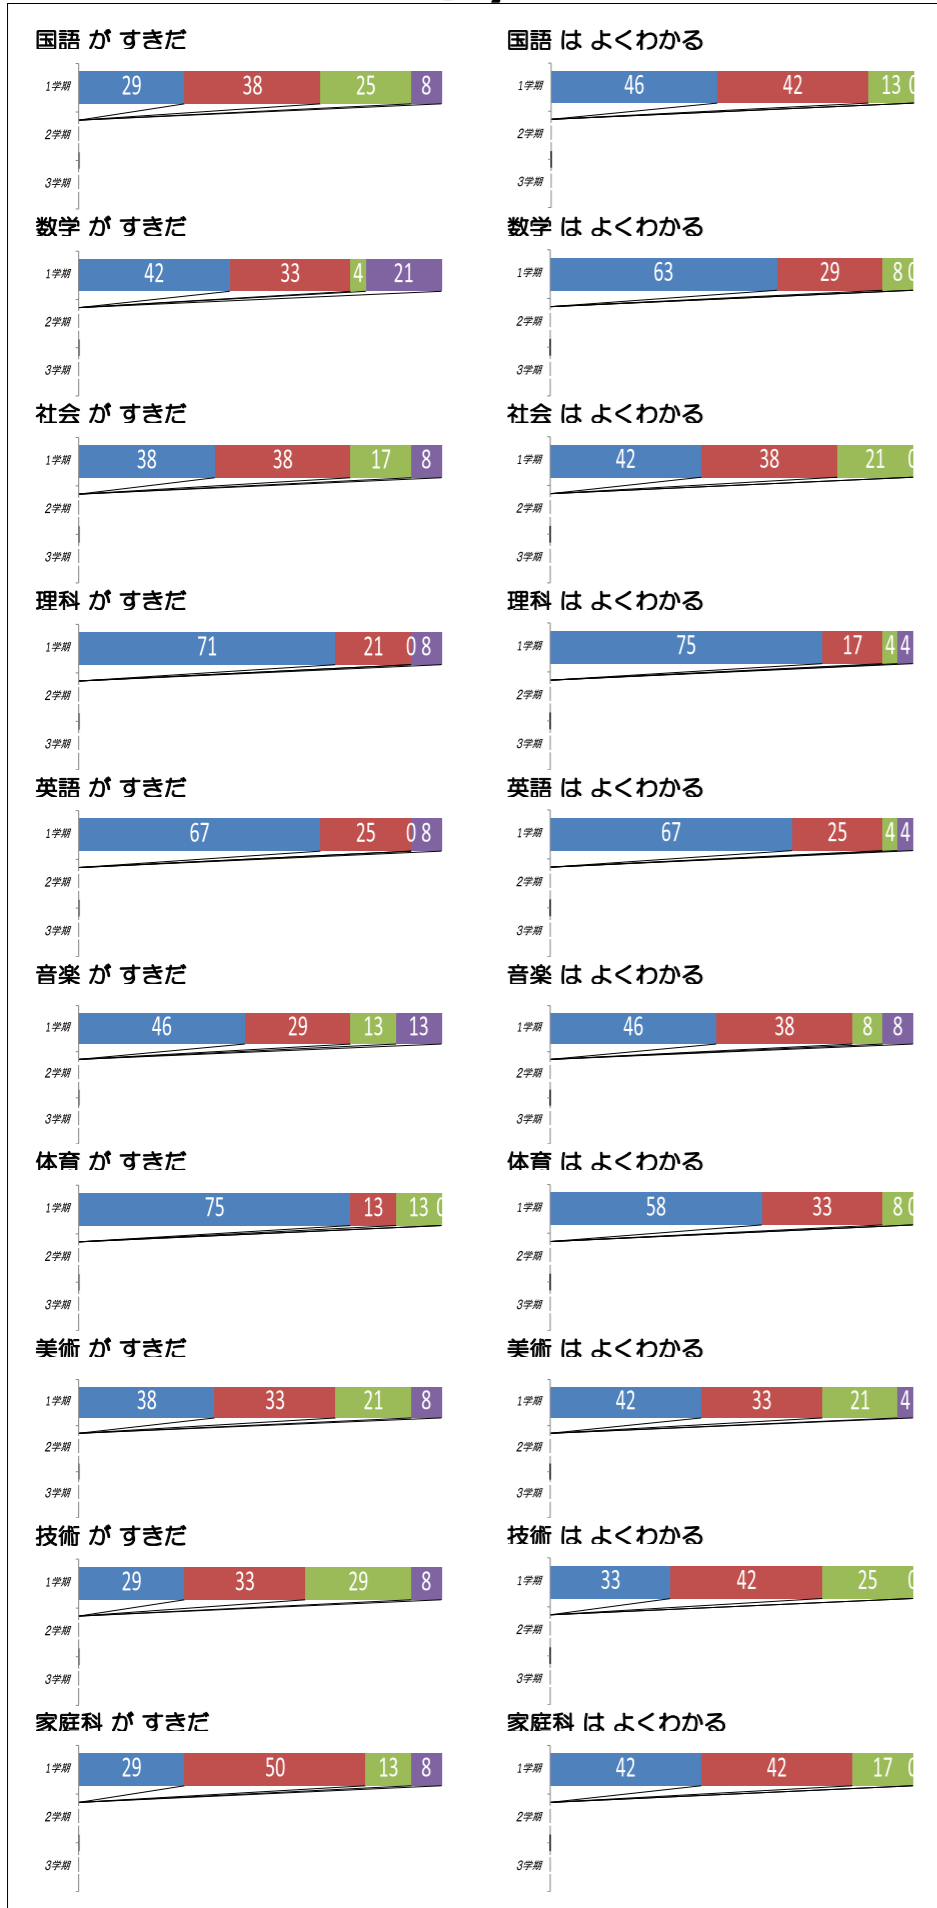 国語 が すきだ 国語 は よくわかる
1学期 29 38 25 8 1学期 46 42 13 0
2学期 2学期
3学期 3学期
数学 が すきだ 数学 は よくわかる
1学期 42 33 4 21 1学期 63 29 8 0
2学期 2学期
3学期 3学期
社会 が すきだ 社会 は よくわかる
1学期 38 38 17 8 1学期 42 38 21 0
2学期 2学期
3学期 3学期
理科 が すきだ 理科 は よくわかる
1学期 71 21 0 8 1学期 75 17 4 4
2学期 2学期
3学期 3学期
英語 が すきだ 英語 は よくわかる
1学期 67 25 0 8 1学期 67 25 4 4
2学期 2学期
3学期 3学期
音楽 が すきだ 音楽 は よくわかる
1学期 46 29 13 13 1学期 46 38 8 8
2学期 2学期
3学期 3学期
体育 が すきだ 体育 は よくわかる
1学期 75 13 13 0 1学期 58 33 8 0
2学期 2学期
3学期 3学期
美術 が すきだ 美術 は よくわかる
1学期 38 33 21 8 1学期 42 33 21 4
2学期 2学期
3学期 3学期
技術 が すきだ 技術 は よくわかる
1学期 29 33 29 8 1学期 33 42 25 0
2学期 2学期
3学期 3学期
家庭科 が すきだ 家庭科 は よくわかる
1学期 29 50 13 8 1学期 42 42 17 0
2学期 2学期
3学期 3学期